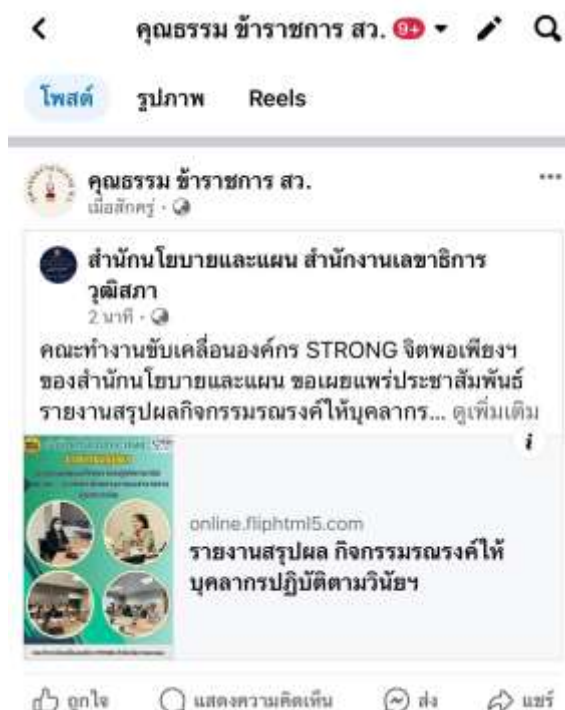 คุณธรรม ข้าราชการ สว. 9+
โพสต์ รูปภาพ Reels
คุณธรรม ข้าราชการ สว.
เมื่อสักครู่ ·
สำนักนโยบายและแผน สำนักงานเลขาธิการ
วุฒิสภา
2 นาที ·
คณะทำงานขับเคลื่อนองค์กร STRONG จิตพอเพียงฯ
ของสำนักนโยบายและแผน ขอเผยแพร่ประชาสัมพันธ์
รายงานสรุปผลกิจกรรมรณรงค์ให้บุคลากร... ดูเพิ่มเติม
online.fliphtml5.com
รายงานสรุปผล กิจกรรมรณรงค์ให้
บุคลากรปฏิบัติตามวินัยฯ
ถูกใจ แสดงความคิดเห็น ส่ง แชร์